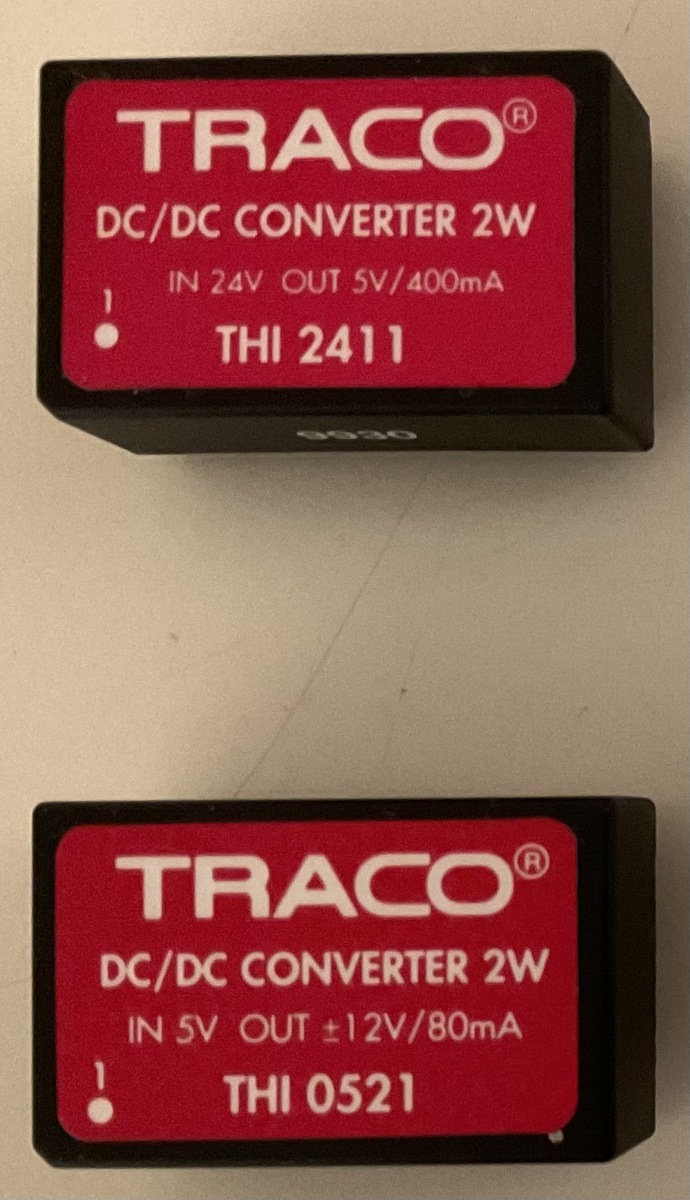 TRACO®
DC/DC CONVERTER 2W
IN 24V OUT 5V/400mA
1
THI 2411
9930
TRACO®
DC/DC CONVERTER 2W
IN 5V OUT ±12V/80mA
1
THI 0521